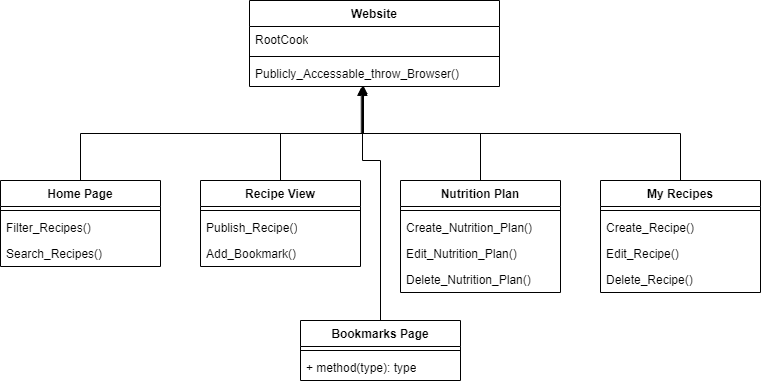 Website
RootCook
Publicly_Accessable_throw_Browser()
Home Page
Filter_Recipes()
Search_Recipes()
Recipe View
Publish_Recipe()
Add_Bookmark()
Nutrition Plan
Create_Nutrition_Plan()
Edit_Nutrition_Plan()
Delete_Nutrition_Plan()
My Recipes
Create_Recipe()
Edit_Recipe()
Delete_Recipe()
Bookmarks Page
+ method(type): type